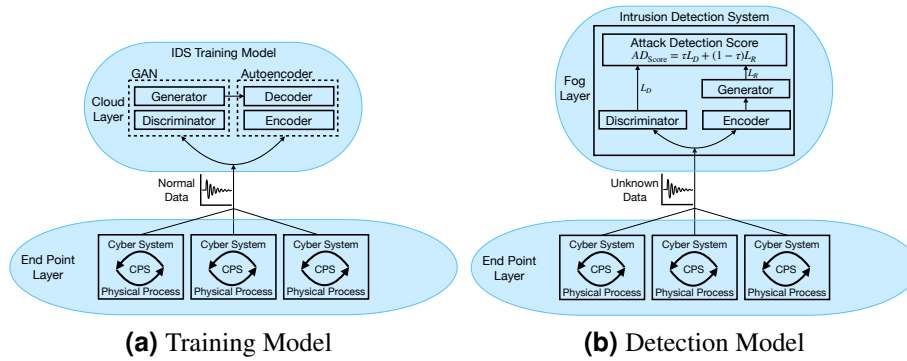 IDS Training Model
GAN
Autoencoder
Cloud
Layer
Generator
Decoder
Discriminator
Encoder
Normal
Data
End Point
Layer
Cyber System
CPS
Physical Process
Cyber System
CPS
Physical Process
Cyber System
CPS
Physical Process
(a) Training Model
Intrusion Detection System
Attack Detection Score
AD_Score = τL_D + (1 − τ)L_R
Fog
Layer
L_D
L_R
Generator
Discriminator
Encoder
Unknown
Data
End Point
Layer
Cyber System
CPS
Physical Process
Cyber System
CPS
Physical Process
Cyber System
CPS
Physical Process
(b) Detection Model